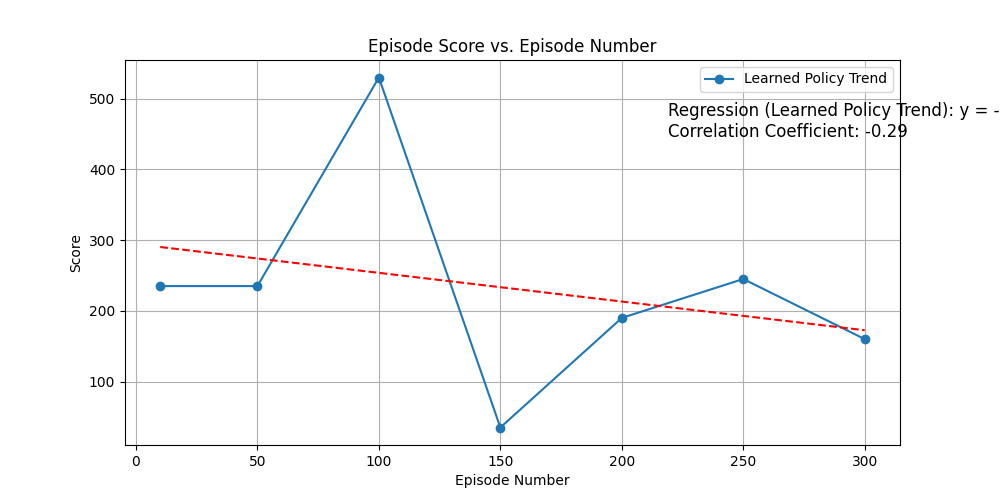 Episode Score vs. Episode Number
Learned Policy Trend
Regression (Learned Policy Trend): y = -
Correlation Coefficient: -0.29
Score
500
400
300
200
100
0 50 100 150 200 250 300
Episode Number